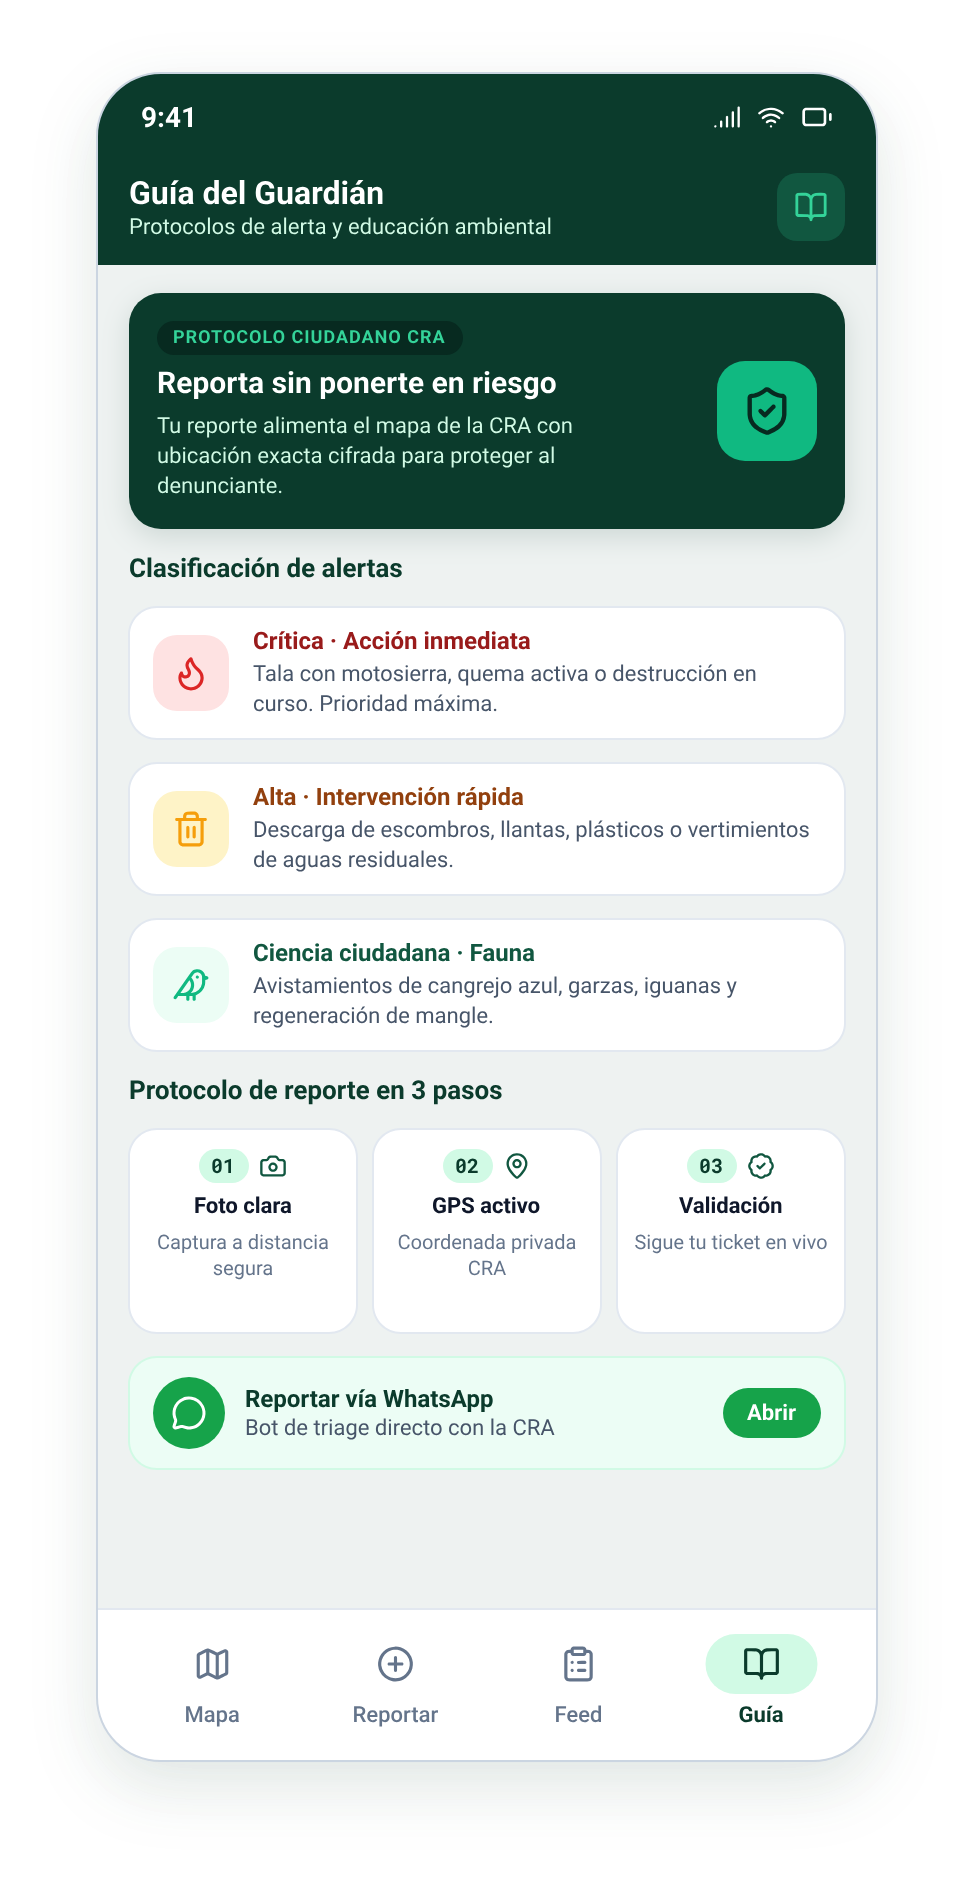 9:41
Guía del Guardián
Protocolos de alerta y educación ambiental
PROTOCOLO CIUDADANO CRA
Reporta sin ponerte en riesgo
Tu reporte alimenta el mapa de la CRA con
ubicación exacta cifrada para proteger al
denunciante.
Clasificación de alertas
Crítica · Acción inmediata
Tala con motosierra, quema activa o destrucción en
curso. Prioridad máxima.
Alta · Intervención rápida
Descarga de escombros, llantas, plásticos o vertimientos
de aguas residuales.
Ciencia ciudadana · Fauna
Avistamientos de cangrejo azul, garzas, iguanas y
regeneración de mangle.
Protocolo de reporte en 3 pasos
01
Foto clara
Captura a distancia
segura
02
GPS activo
Coordenada privada
CRA
03
Validación
Sigue tu ticket en vivo
Reportar vía WhatsApp
Bot de triage directo con la CRA
Abrir
Mapa
Reportar
Feed
Guía